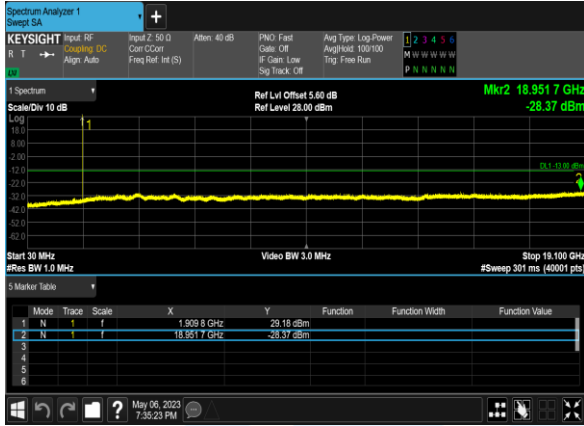 Spectrum Analyzer 1
Swept SA
KEYSIGHT Input: RF Input Z: 50 Ω Atten: 40 dB PNO: Fast Avg Type: Log-Power 1 2 3 4 5 6
R T Coupling: DC Corr CCorr Gate: Off Avg|Hold: 100/100 M W W W W W
Align: Auto Freq Ref: Int (S) IF Gain: Low Trig: Free Run
LW Sig Track: Off P N N N N N
1 Spectrum Ref Lvl Offset 5.60 dB Mkr2 18.951 7 GHz
Scale/Div 10 dB Ref Level 28.00 dBm -28.37 dBm
Log
1
18.0
8.00
-2.00
DL1 -13.00 dBm
-12.0
2
-22.0
-32.0
-42.0
-52.0
-62.0
Start 30 MHz Video BW 3.0 MHz Stop 19.100 GHz
#Res BW 1.0 MHz #Sweep 301 ms (40001 pts)
5 Marker Table
Mode Trace Scale X Y Function Function Width Function Value
1 N 1 f 1.909 8 GHz 29.18 dBm
2 N 1 f 18.951 7 GHz -28.37 dBm
3
4
5
6
? May 06, 2023
7:35:23 PM